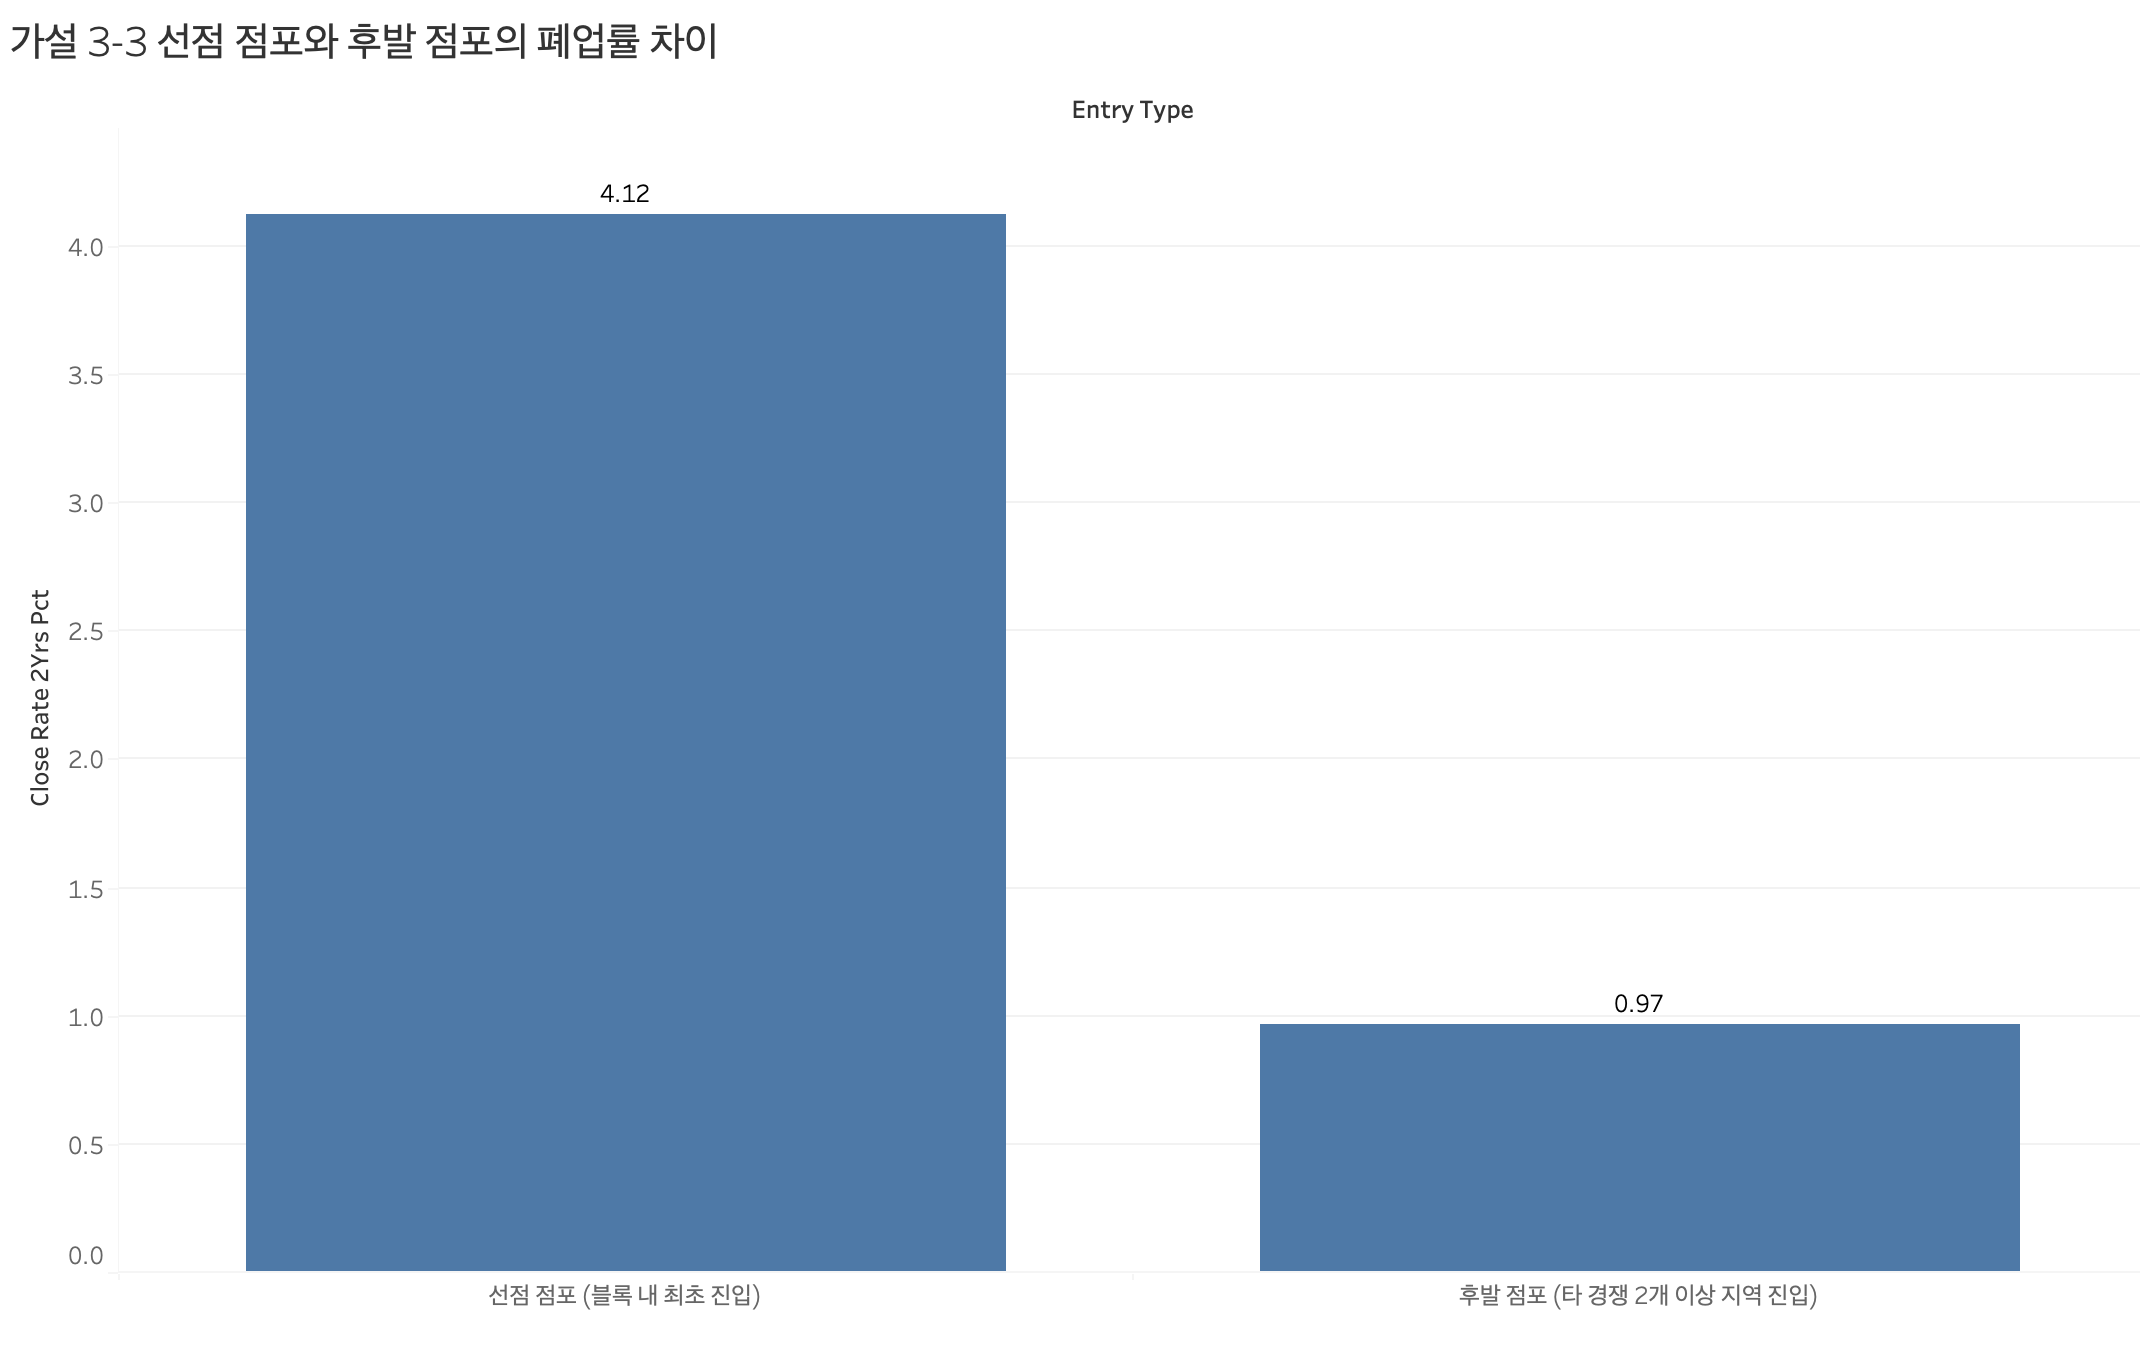 가설 3-3 선점 점포와 후발 점포의 폐업률 차이
Entry Type
4.12
4.0
3.5
3.0
2.5
2.0
1.5
1.0
0.5
0.0
Close Rate 2Yrs Pct
0.97
선점 점포 (블록 내 최초 진입)
후발 점포 (타 경쟁 2개 이상 지역 진입)